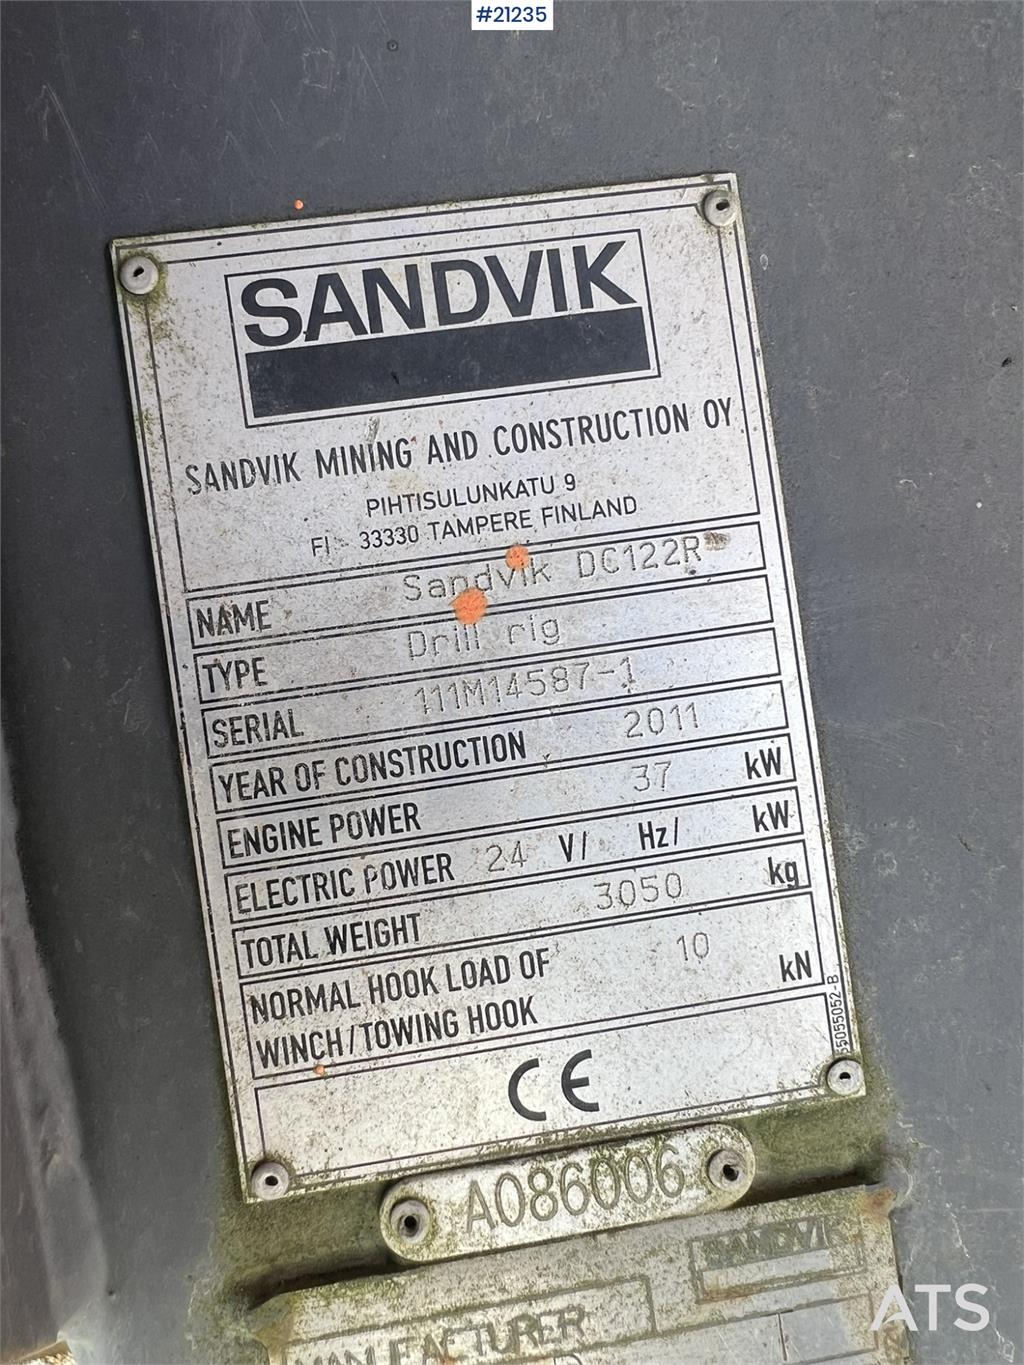 #21235
SANDVIK
SANDVIK MINING AND CONSTRUCTION OY
PIHTISULUNKATU 9
FI - 33330 TAMPERE FINLAND
NAME Sandvik DC122R
TYPE Drill rig
SERIAL 111M14587-1
YEAR OF CONSTRUCTION 2011
ENGINE POWER 37 kW
ELECTRIC POWER 24 V/ Hz/ kW
TOTAL WEIGHT 3050 kg
NORMAL HOOK LOAD OF 10 kN
WINCH/TOWING HOOK
CE
A086006
SANDVIK
MANUFACTURER
ATS